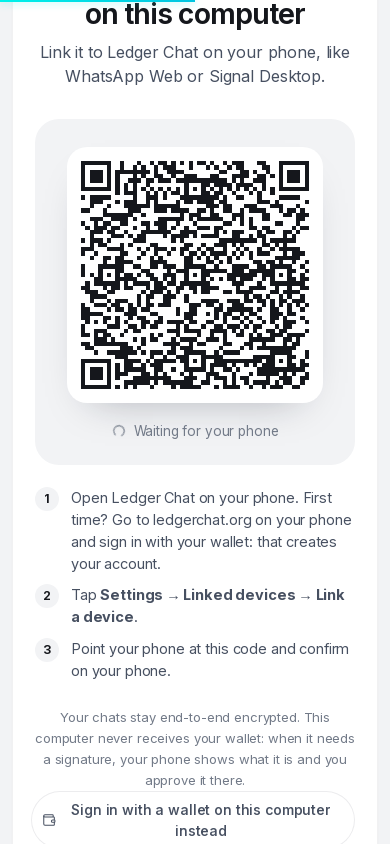 on this computer
Link it to Ledger Chat on your phone, like
WhatsApp Web or Signal Desktop.
Waiting for your phone
1 Open Ledger Chat on your phone. First
time? Go to ledgerchat.org on your phone
and sign in with your wallet: that creates
your account.
2 Tap Settings → Linked devices → Link
a device.
3 Point your phone at this code and confirm
on your phone.
Your chats stay end-to-end encrypted. This
computer never receives your wallet: when it needs
a signature, your phone shows what it is and you
approve it there.
Sign in with a wallet on this computer
instead